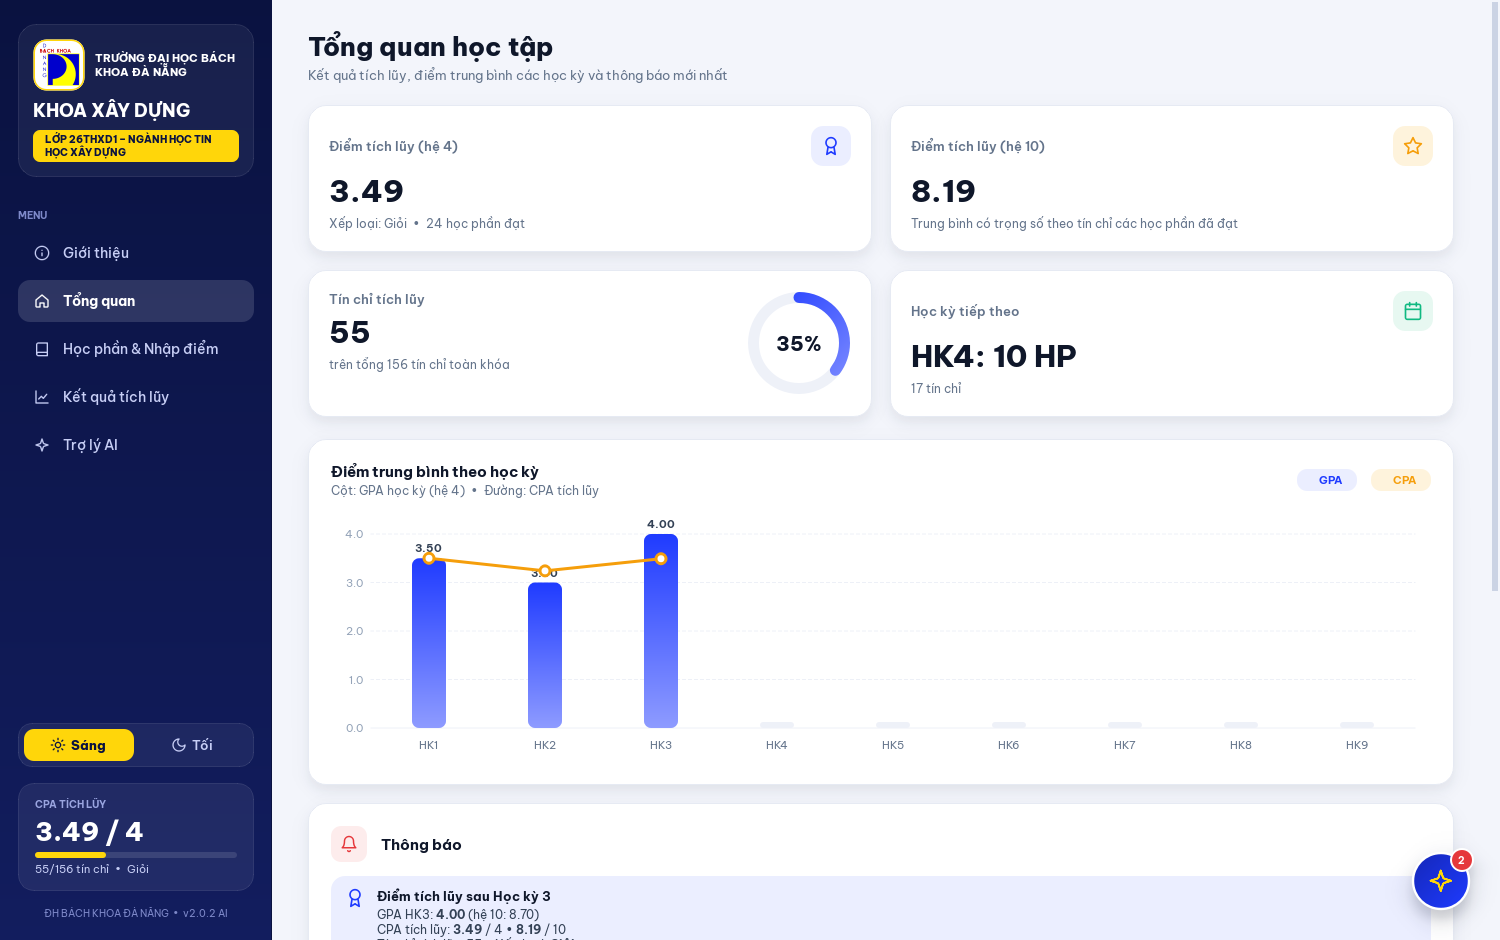 TRƯỜNG ĐẠI HỌC BÁCH
KHOA ĐÀ NẴNG
KHOA XÂY DỰNG
LỚP 26THXD1 – NGÀNH HỌC TIN
HỌC XÂY DỰNG
MENU
Giới thiệu
Tổng quan
Học phần & Nhập điểm
Kết quả tích lũy
Trợ lý AI
Sáng
Tối
CPA TÍCH LŨY
3.49 / 4
55/156 tín chỉ • Giỏi
ĐH BÁCH KHOA ĐÀ NẴNG • v2.0.2 AI
Tổng quan học tập
Kết quả tích lũy, điểm trung bình các học kỳ và thông báo mới nhất
Điểm tích lũy (hệ 4)
3.49
Xếp loại: Giỏi • 24 học phần đạt
Điểm tích lũy (hệ 10)
8.19
Trung bình có trọng số theo tín chỉ các học phần đã đạt
Tín chỉ tích lũy
55
trên tổng 156 tín chỉ toàn khóa
35%
Học kỳ tiếp theo
HK4: 10 HP
17 tín chỉ
Điểm trung bình theo học kỳ
Cột: GPA học kỳ (hệ 4) • Đường: CPA tích lũy
GPA
CPA
4.0
3.0
2.0
1.0
0.0
3.50
4.00
HK1
HK2
HK3
HK4
HK5
HK6
HK7
HK8
HK9
Thông báo
Điểm tích lũy sau Học kỳ 3
GPA HK3: 4.00 (hệ 10: 8.70)
CPA tích lũy: 3.49 / 4 • 8.19 / 10
2